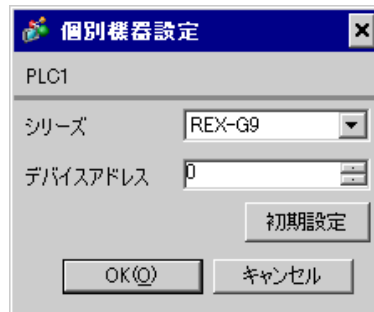 個別機器設定
PLC1
シリーズ REX-G9
デバイスアドレス 0
初期設定
OK(O) キャンセル